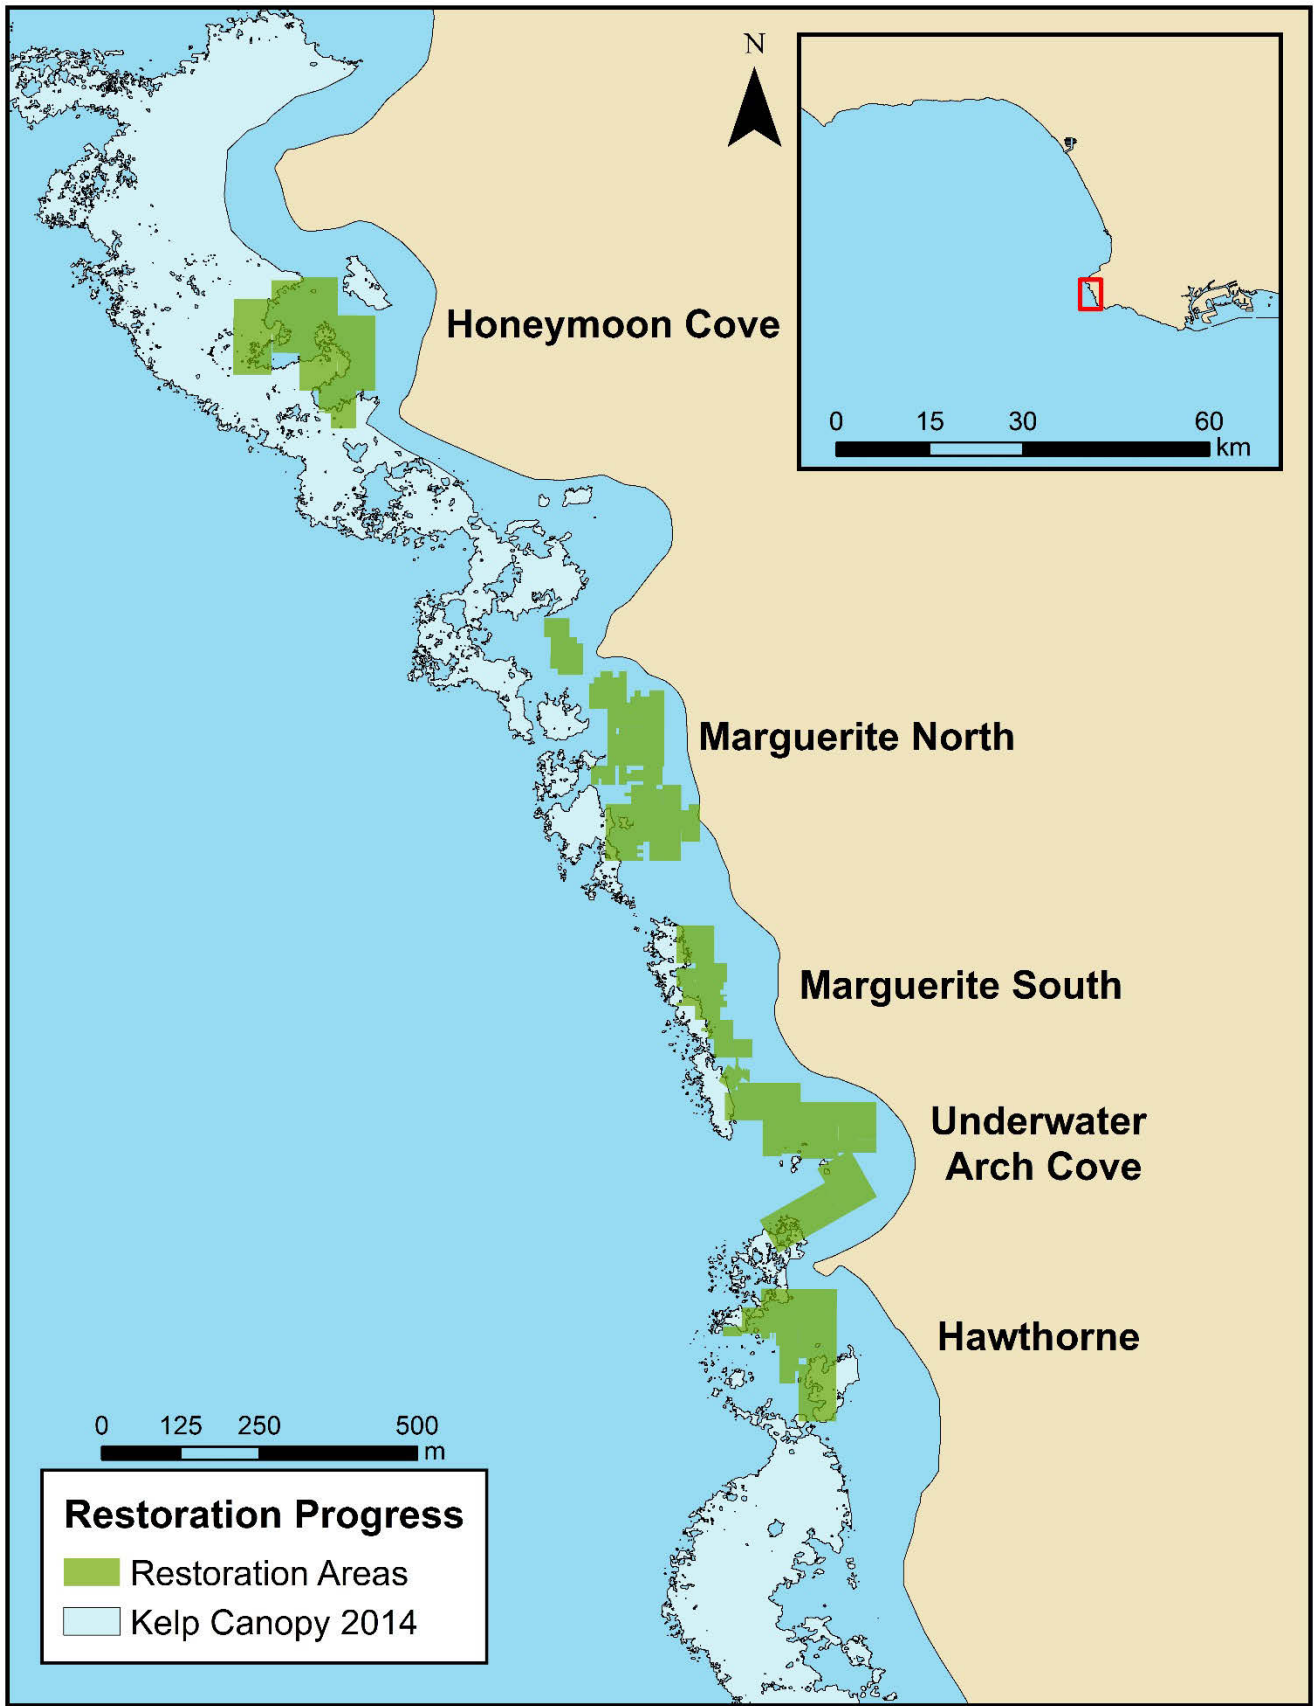 N
Honeymoon Cove
0 15 30 60
km
Marguerite North
Marguerite South
Underwater
Arch Cove
Hawthorne
0 125 250 500
m
Restoration Progress
Restoration Areas
Kelp Canopy 2014